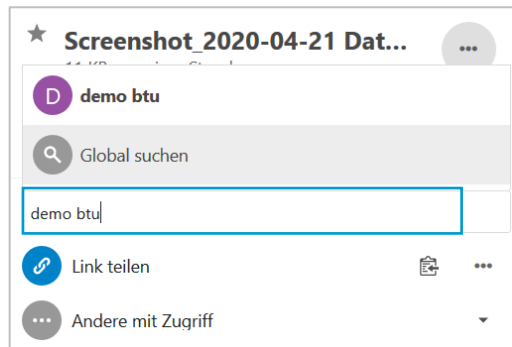 Screenshot_2020-04-21 Dat...
D demo btu
Global suchen
demo btu
Link teilen
Andere mit Zugriff